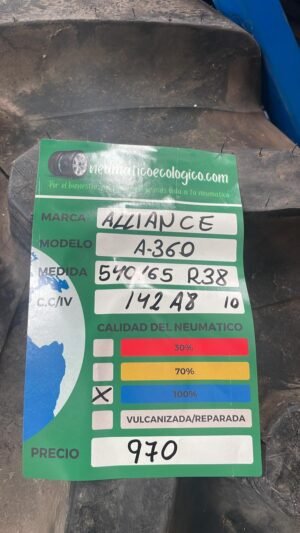 neumaticoecologico.com
MARCA ALLIANCE
MODELO A-360
MEDIDA 540/65 R38
C.C/IV 142 A8 10
CALIDAD DEL NEUMATICO
30%
70%
X 100%
VULCANIZADA/REPARADA
PRECIO 970